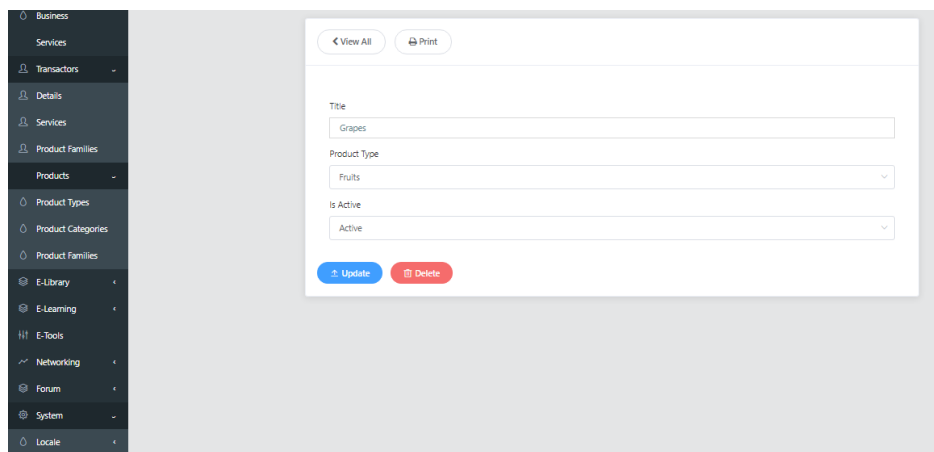 Business
Services
Transactors
Details
Services
Product Families
Products
Product Types
Product Categories
Product Families
E-Library
E-Learning
E-Tools
Networking
Forum
System
Locale
View All Print
Title
Grapes
Product Type
Fruits
Is Active
Active
Update Delete